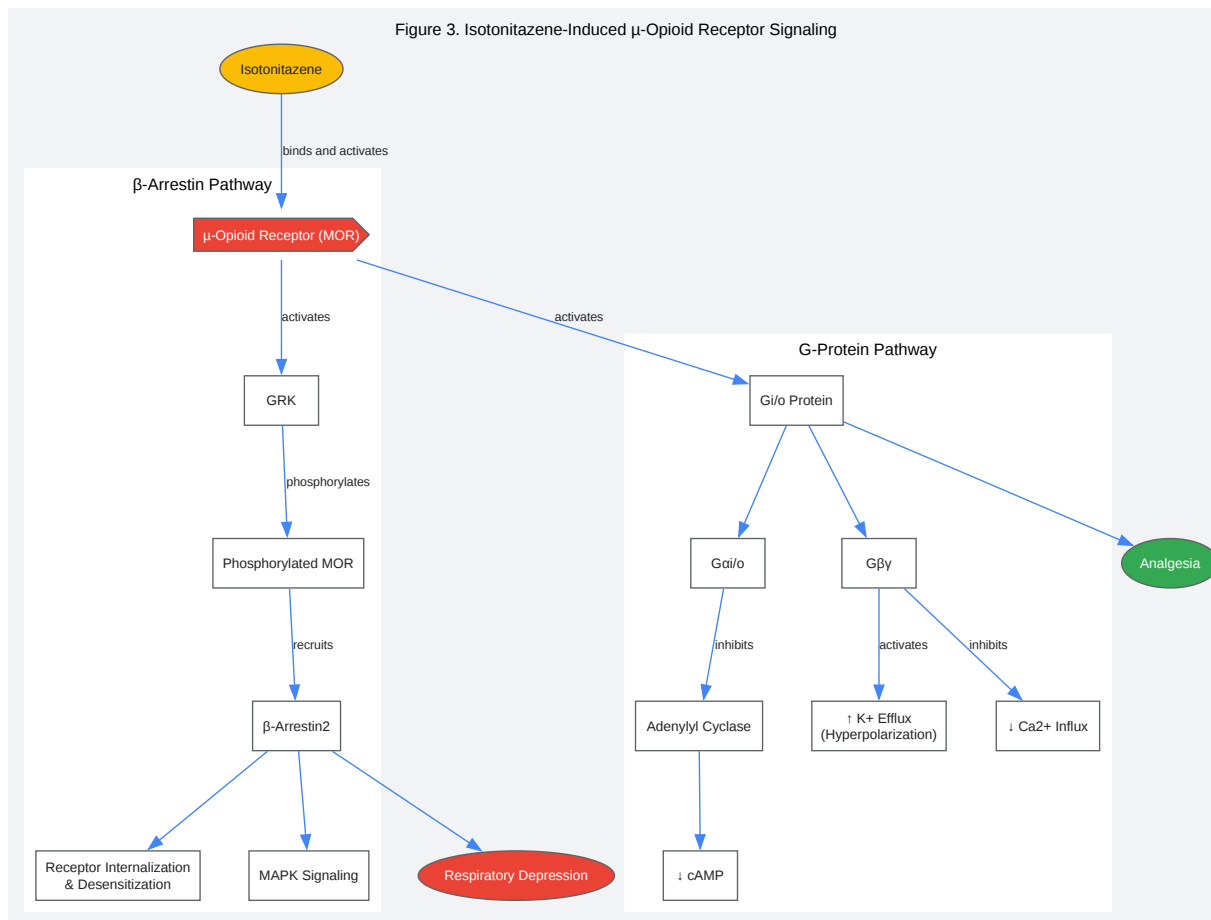 Figure 3. Isotonitazene-Induced µ-Opioid Receptor Signaling
Isotonitazene
binds and activates
β-Arrestin Pathway
µ-Opioid Receptor (MOR)
activates
activates
G-Protein Pathway
GRK
Gi/o Protein
phosphorylates
Phosphorylated MOR
Gαi/o
Gβγ
Analgesia
recruits
inhibits
activates
inhibits
β-Arrestin2
Adenylyl Cyclase
↑ K+ Efflux
(Hyperpolarization)
↓ Ca2+ Influx
Receptor Internalization
& Desensitization
MAPK Signaling
Respiratory Depression
↓ cAMP